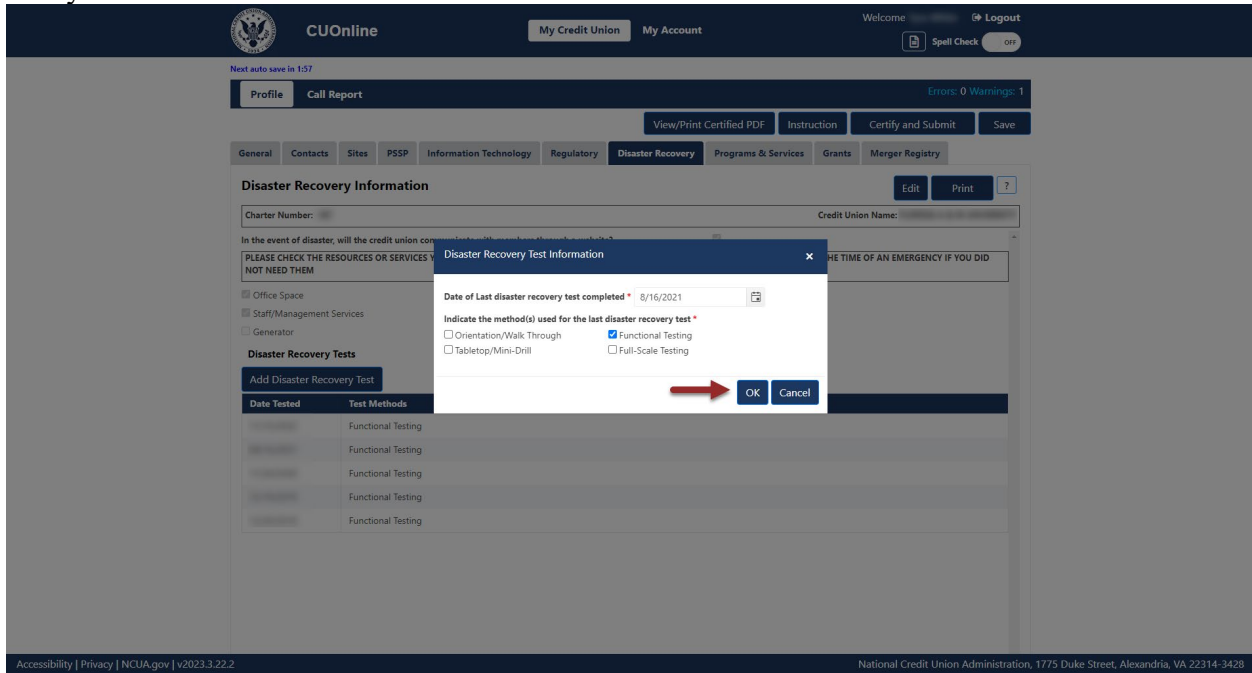 CUOnline
My Credit Union My Account
Welcome Logout
Spell Check OFF
Next auto save in 1:57
Profile Call Report Errors: 0 Warnings: 1
View/Print Certified PDF Instruction Certify and Submit Save
General Contacts Sites PSSP Information Technology Regulatory Disaster Recovery Programs & Services Grants Merger Registry
Disaster Recovery Information Edit Print ?
Charter Number: Credit Union Name:
In the event of disaster, will the credit union communicate with members through a website?
PLEASE CHECK THE RESOURCES OR SERVICES HE TIME OF AN EMERGENCY IF YOU DID
NOT NEED THEM
Office Space
Staff/Management Services
Generator
Disaster Recovery Test Information ×
Date of Last disaster recovery test completed * 8/16/2021
Indicate the method(s) used for the last disaster recovery test *
Orientation/Walk Through Functional Testing
Tabletop/Mini-Drill Full-Scale Testing
OK Cancel
Disaster Recovery Tests
Add Disaster Recovery Test
Date Tested Test Methods
Functional Testing
Functional Testing
Functional Testing
Functional Testing
Functional Testing
Accessibility | Privacy | NCUA.gov | v2023.3.22.2 National Credit Union Administration, 1775 Duke Street, Alexandria, VA 22314-3428